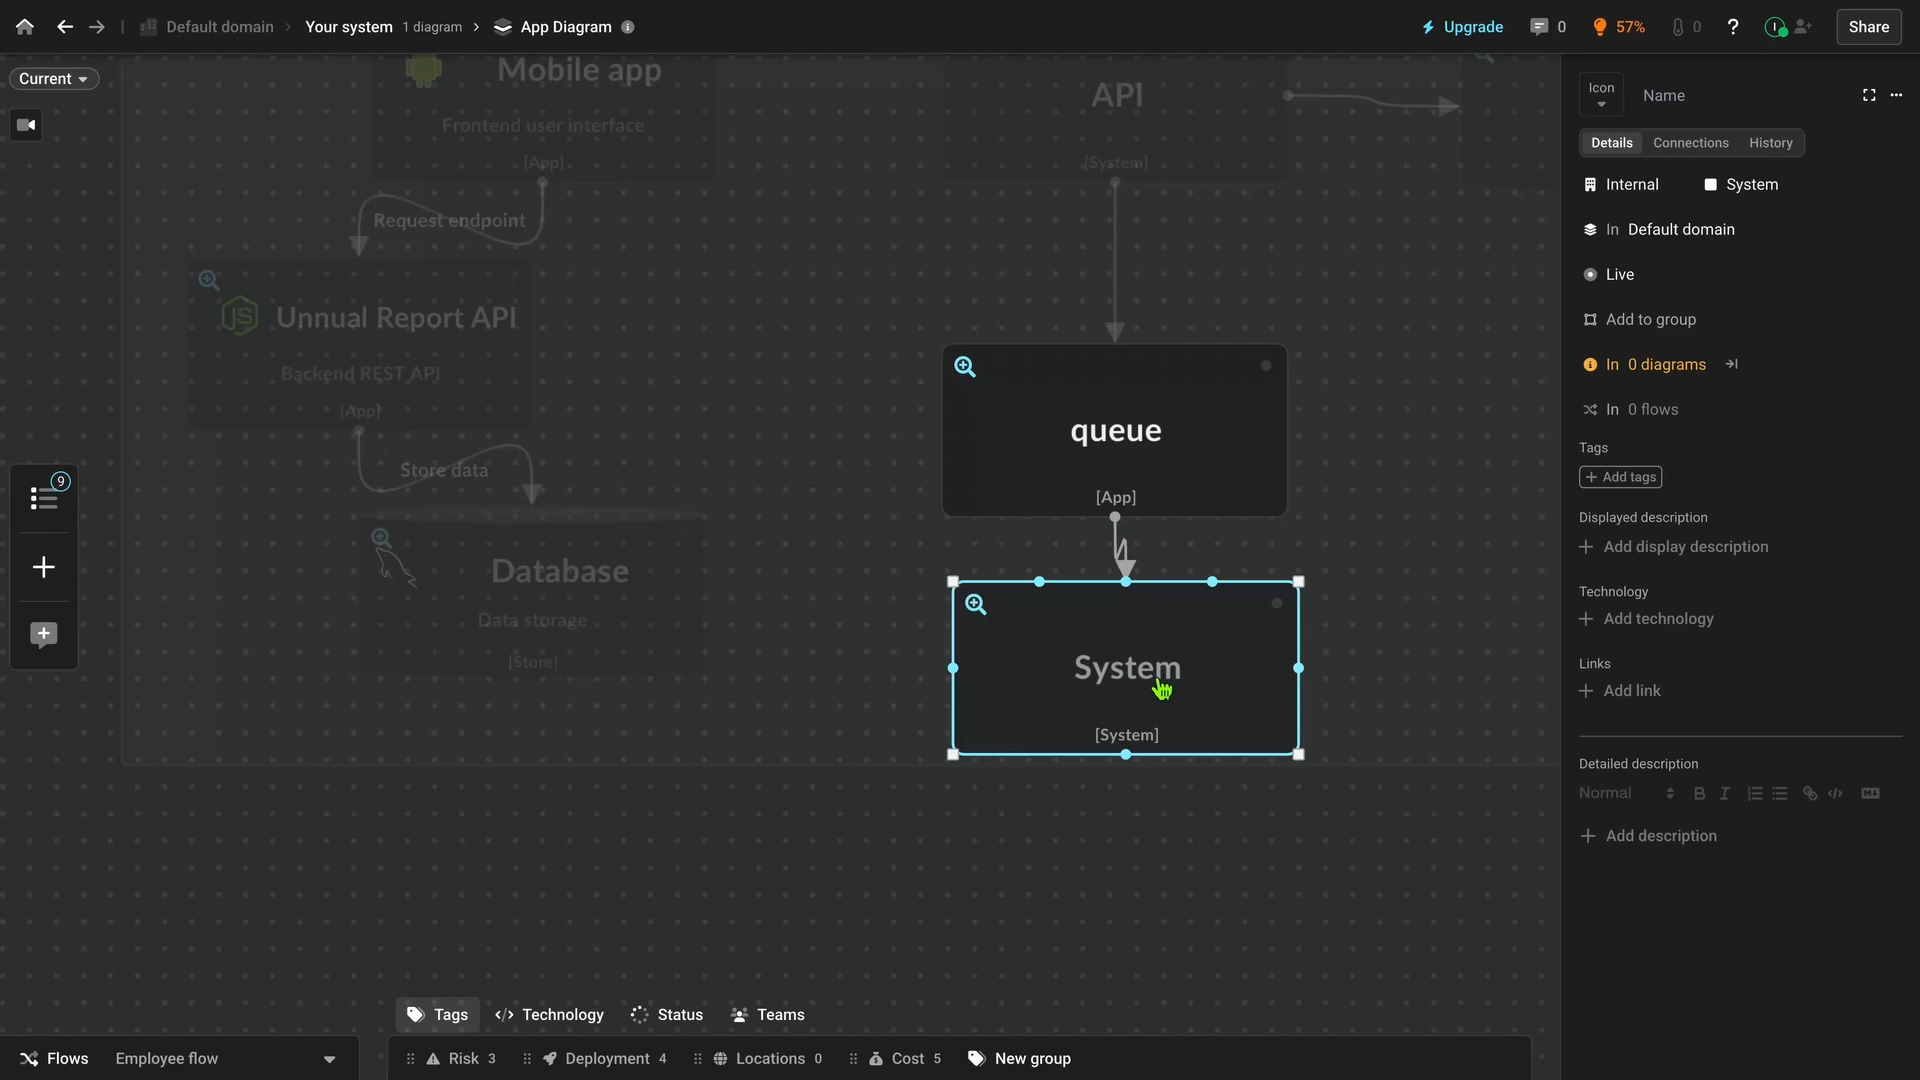 Default domain
Your system 1 diagram
App Diagram
Upgrade
0
57%
0
?
Share
Current
Mobile app
Frontend user interface
[App]
Request endpoint
Unnual Report API
Backend REST API
[App]
Store data
Database
Data storage
[Store]
API
[System]
queue
[App]
System
[System]
9
Icon
Name
Details
Connections
History
Internal
System
In Default domain
Live
Add to group
In 0 diagrams
In 0 flows
Tags
Add tags
Displayed description
Add display description
Technology
Add technology
Links
Add link
Detailed description
Normal
Add description
Tags
Technology
Status
Teams
Flows
Employee flow
Risk 3
Deployment 4
Locations 0
Cost 5
New group